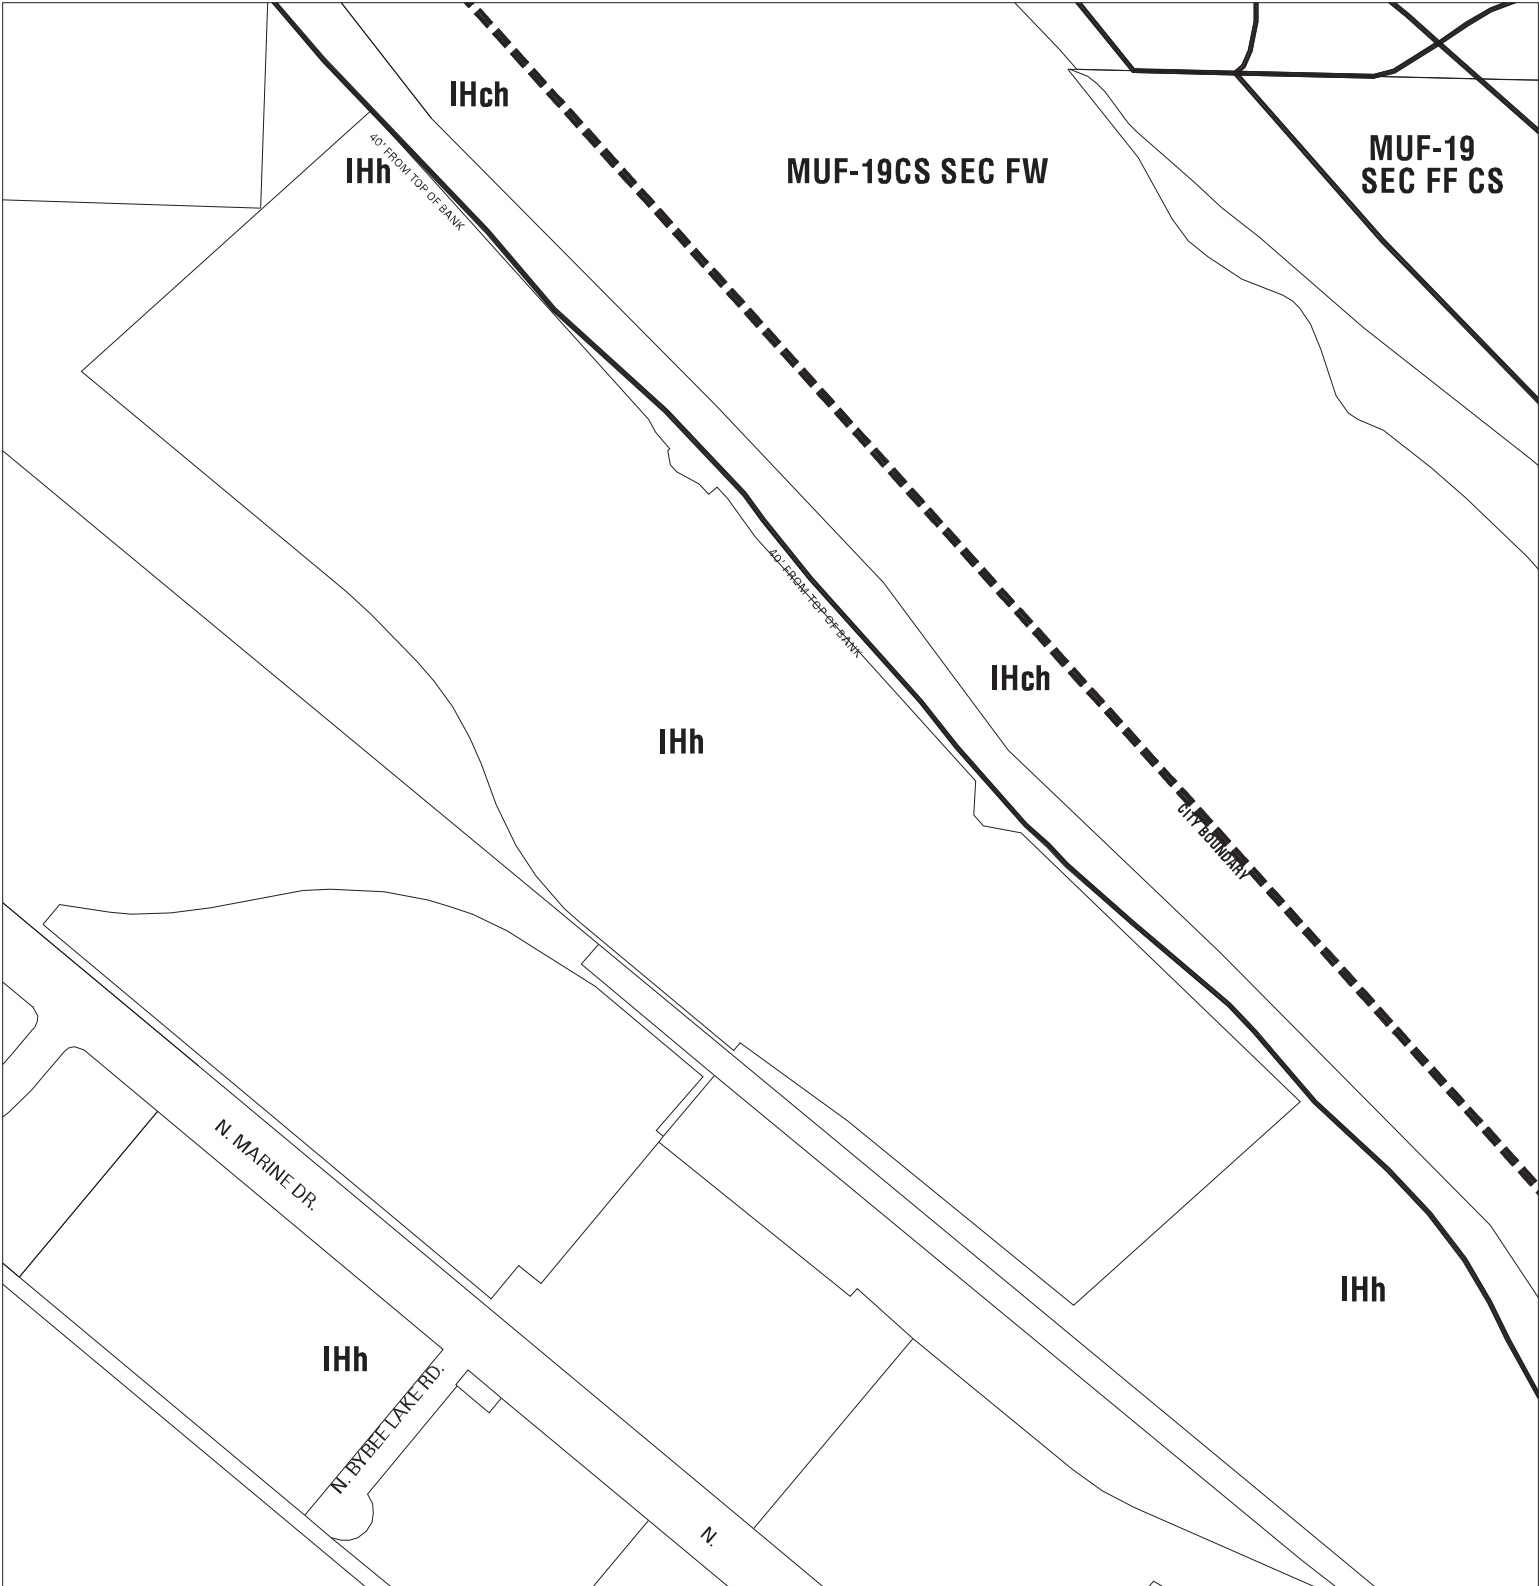 IHch
MUF-19
SEC FF CS
MUF-19CS SEC FW
IHh
40' FROM TOP OF BANK
40' FROM TOP OF BANK
IHch
IHh
CITY BOUNDARY
N. MARINE DR.
IHh
IHh
N. BYBEE LAKE RD.
N.